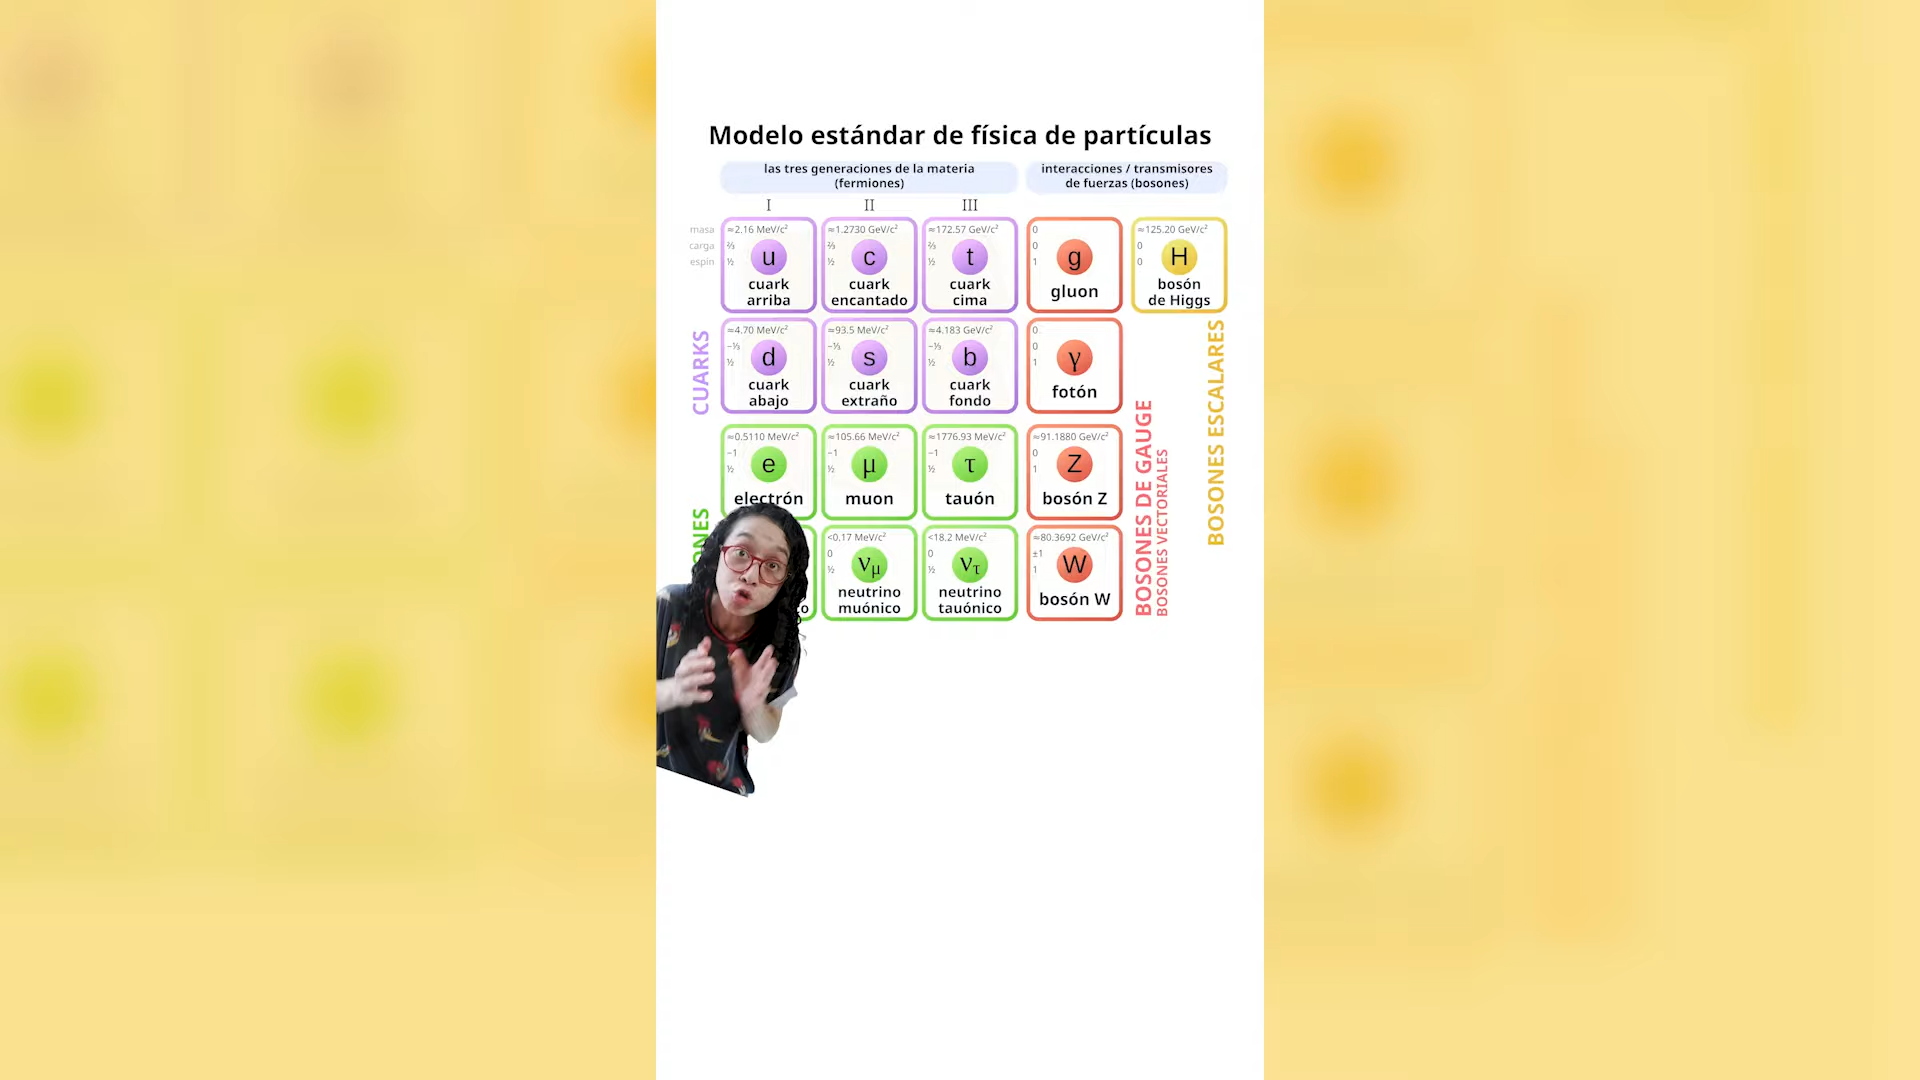 Modelo estándar de física de partículas
las tres generaciones de la materia
(fermiones)
interacciones / transmisores
de fuerzas (bosones)
I
II
III
masa
carga
espín
≈2.16 MeV/c²
⅔
½
u
cuark
arriba
≈1.2730 GeV/c²
⅔
½
c
cuark
encantado
≈172.57 GeV/c²
⅔
½
t
cuark
cima
0
0
1
g
gluon
≈125.20 GeV/c²
0
0
H
bosón
de Higgs
CUARKS
≈4.70 MeV/c²
−⅓
½
d
cuark
abajo
≈93.5 MeV/c²
−⅓
½
s
cuark
extraño
≈4.183 GeV/c²
−⅓
½
b
cuark
fondo
0
0
1
γ
fotón
≈0.5110 MeV/c²
−1
½
e
electrón
≈105.66 MeV/c²
−1
½
μ
muon
≈1776.93 MeV/c²
−1
½
τ
tauón
≈91.1880 GeV/c²
0
1
Z
bosón Z
<0.17 MeV/c²
0
½
νμ
neutrino
muónico
<18.2 MeV/c²
0
½
ντ
neutrino
tauónico
≈80.3692 GeV/c²
±1
1
W
bosón W
BOSONES DE GAUGE
BOSONES VECTORIALES
BOSONES ESCALARES